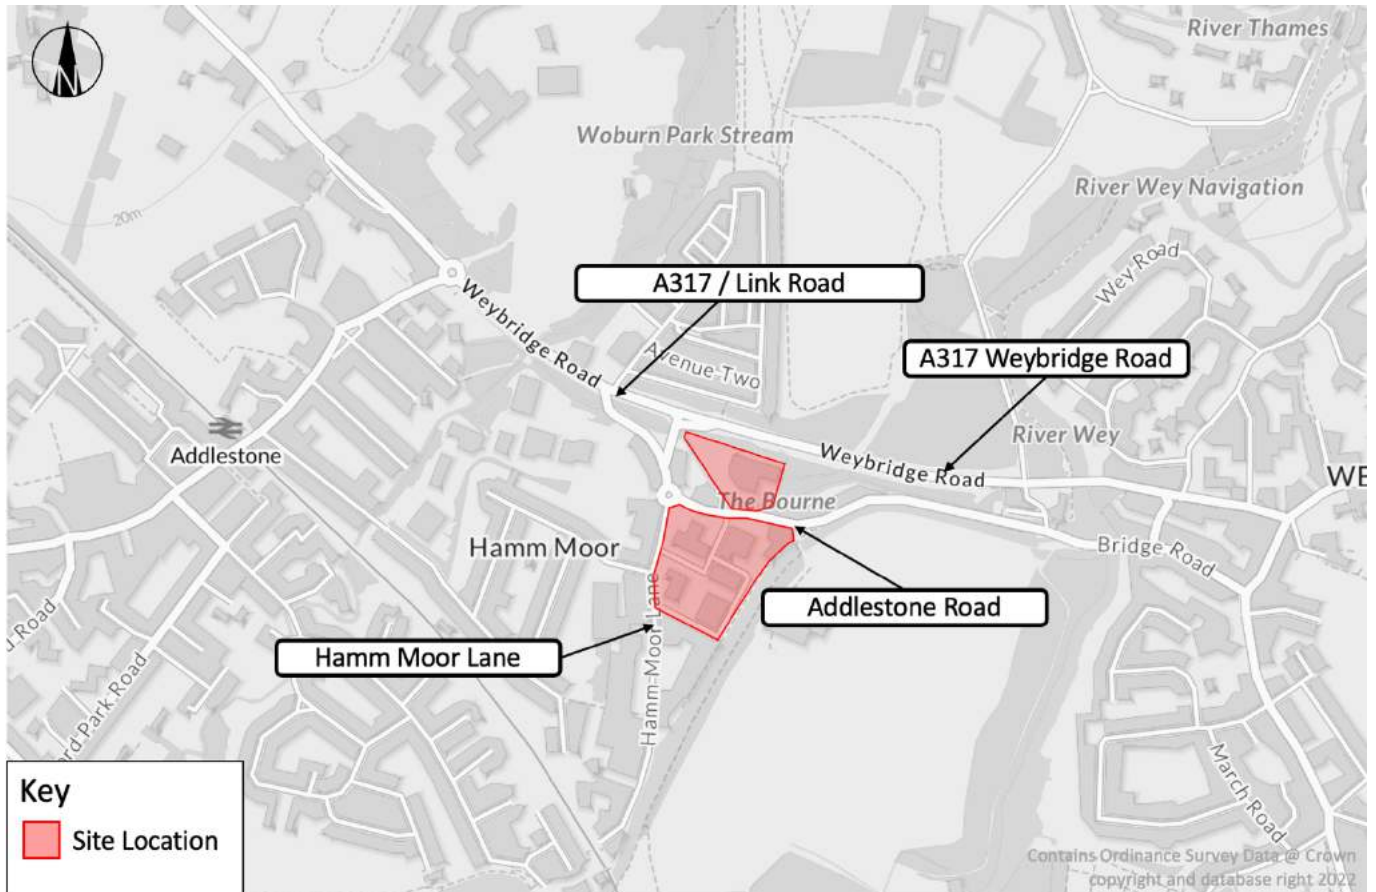 N
River Thames
Woburn Park Stream
River Wey Navigation
20m
Wey Road
A317 / Link Road
Weybridge Road
Avenue Two
A317 Weybridge Road
River Wey
Addlestone
Weybridge Road
WE
The Bourne
Hamm Moor
Bridge Road
Addlestone Road
Hamm Moor Lane
Hamm Moor Lane
Road
ord Park Road
March Road
Key
Site Location
Contains Ordinance Survey Data @ Crown
copyright and database right 2022